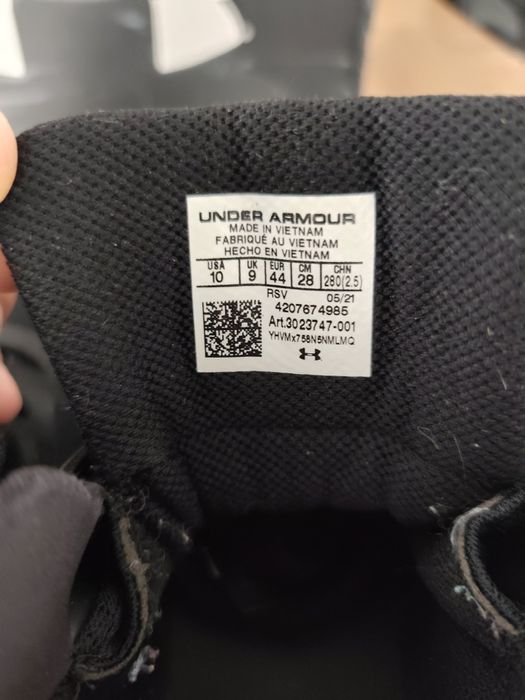 UNDER ARMOUR
MADE IN VIETNAM
FABRIQUÉ AU VIETNAM
HECHO EN VIETNAM
USA UK EUR CM CHN
10 9 44 28 280(2.5)
RSV 05/21
4207674985
Art.3023747-001
YHVMx758N5NMLMQ